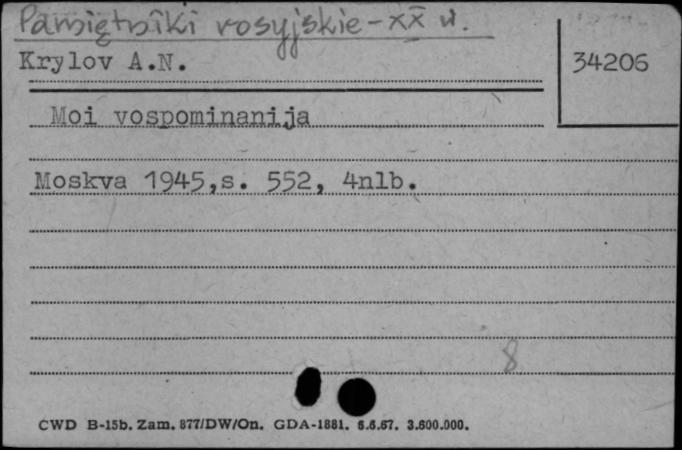 Pamiętniki rosyjskie - XX w.
Krylov A.N.
34206
Moi vospominanija
Moskva 1945,s. 552, 4nlb.
8
CWD B-15b. Zam. 877/DW/On. GDA-1881. 6.6.67. 3.600.000.